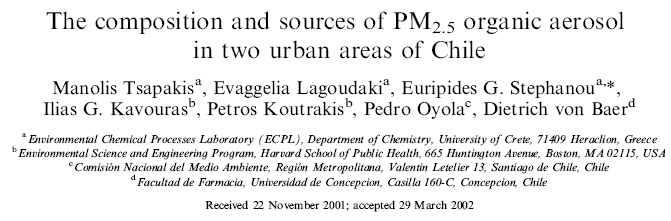 The composition and sources of PM2.5 organic aerosol
in two urban areas of Chile
Manolis Tsapakisa, Evaggelia Lagoudakia, Euripides G. Stephanoua,*,
Ilias G. Kavourasb, Petros Koutrakisb, Pedro Oyolac, Dietrich von Baerd
a Environmental Chemical Processes Laboratory (ECPL), Department of Chemistry, University of Crete, 71409 Heraclion, Greece
b Environmental Science and Engineering Program, Harvard School of Public Health, 665 Huntington Avenue, Boston, MA 02115, USA
c Comisión Nacional del Medio Ambiente, Región Metropolitana, Valentin Letelier 13, Santiago de Chile, Chile
d Facultad de Farmacia, Universidad de Concepcion, Casilla 160-C, Concepcion, Chile
Received 22 November 2001; accepted 29 March 2002